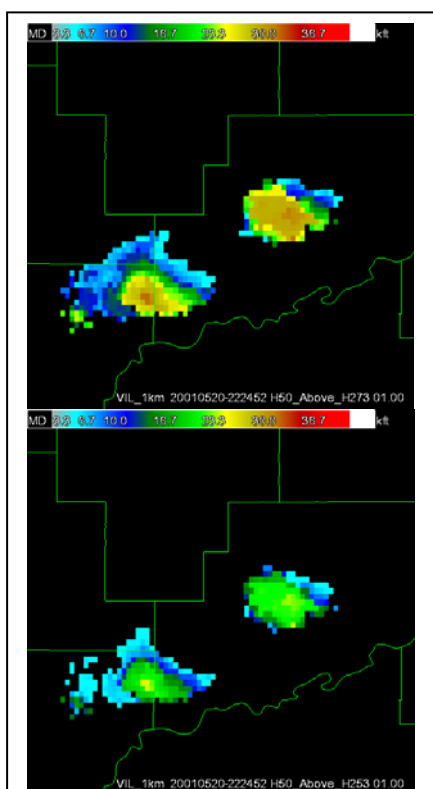 MD 3.3 6.7 10.0 16.7 23.3 30.0 36.7 kft
VIL_1km 20010520-222452 H50_Above_H273 01.00
MD 3.3 6.7 10.0 16.7 23.3 30.0 36.7 kft
VIL_1km 20010520-222452 H50_Above_H253 01.00